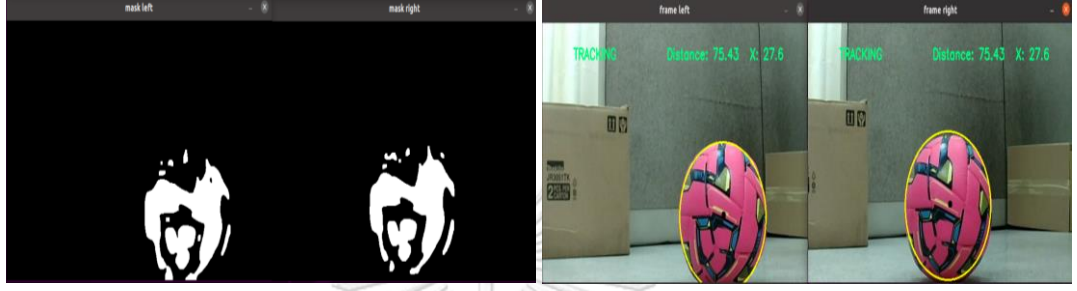 mask left
mask right
frame left
frame right
TRACKING Distance: 75.43 X: 27.6
TRACKING Distance: 75.43 X: 27.6